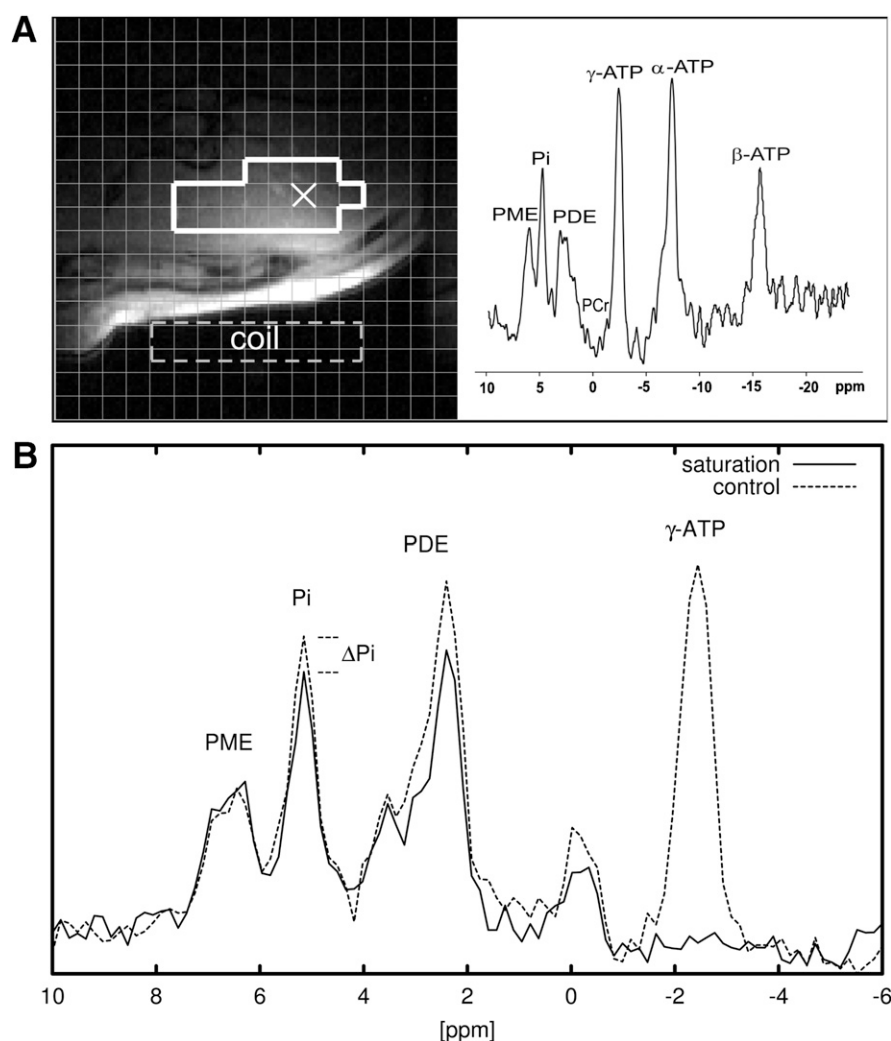 A
γ-ATP α-ATP
Pi
β-ATP
PME PDE
PCr
coil
10 5 0 -5 -10 -15 -20 ppm
B
saturation
control
γ-ATP
PDE
Pi
ΔPi
PME
10 8 6 4 2 0 -2 -4 -6
[ppm]